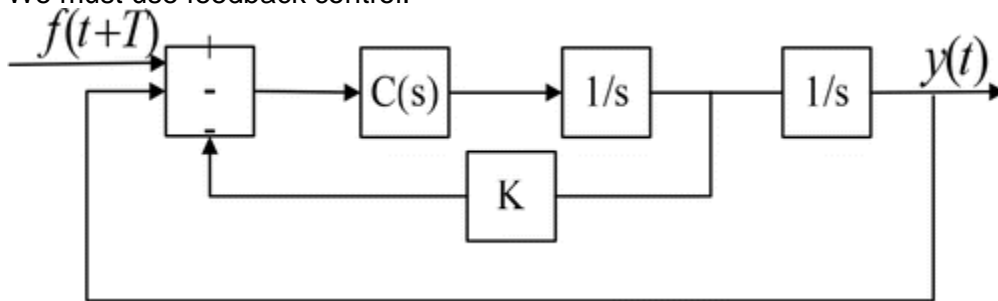 We must use feedback control.
f(t+T)
+
-
-
C(s)
1/s
1/s
y(t)
K